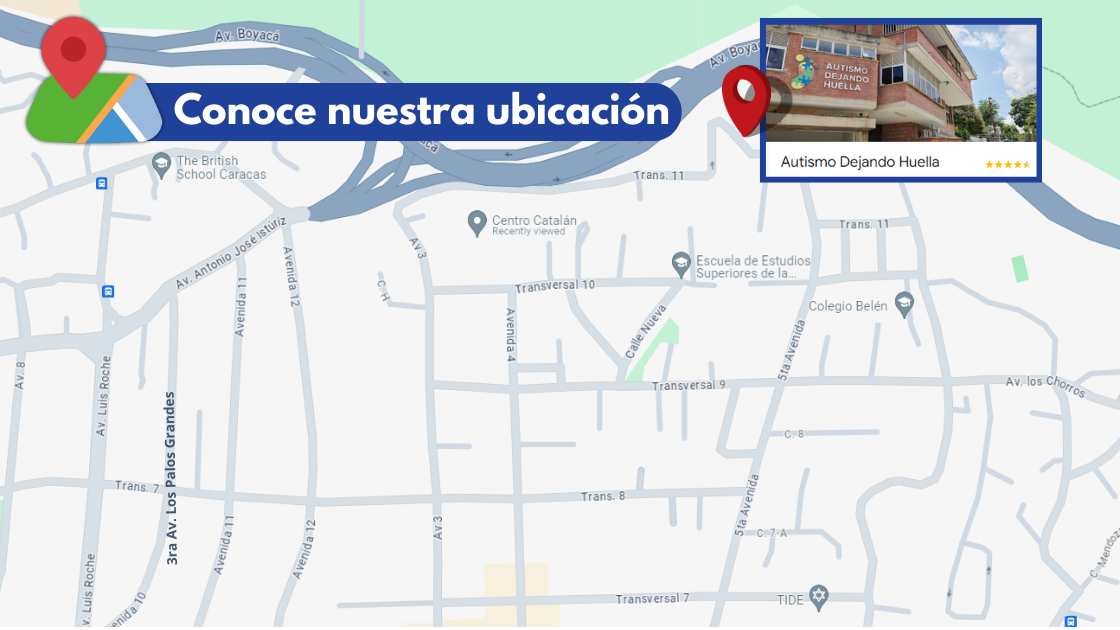 Av. Boyacá
Av. Boya
AUTISMO
DEJANDO
HUELLA
Conoce nuestra ubicación
Autismo Dejando Huella
The British
School Caracas
Trans. 11
Centro Catalán
Recently viewed
Trans. 11
Av. Antonio José Istúriz
Av 3
Avenida 12
Escuela de Estudios
Superiores de la...
Avenida 11
C. H
Transversal 10
Colegio Belén
Avenida 4
Calle Nueva
5ta Avenida
Av. 8
Av. Luis Roche
Transversal 9
Av. los Chorros
3ra Av. Los Palos Grandes
C. 8
Trans. 7
Trans. 8
Avenida 11
Avenida 12
Av 3
5ta Avenida
C. 7-A
C. Mendoza
. Luis Roche
enida 10
Transversal 7
TIDE